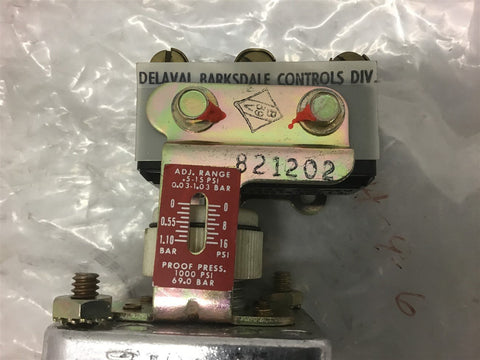 DELAVAL BARKSDALE CONTROLS DIV
821202
ADJ. RANGE
.5-15 PSI
0.03-1.03 BAR
0 0
0.55 8
1.10 16
BAR PSI
PROOF PRESS.
1000 PSI
69.0 BAR